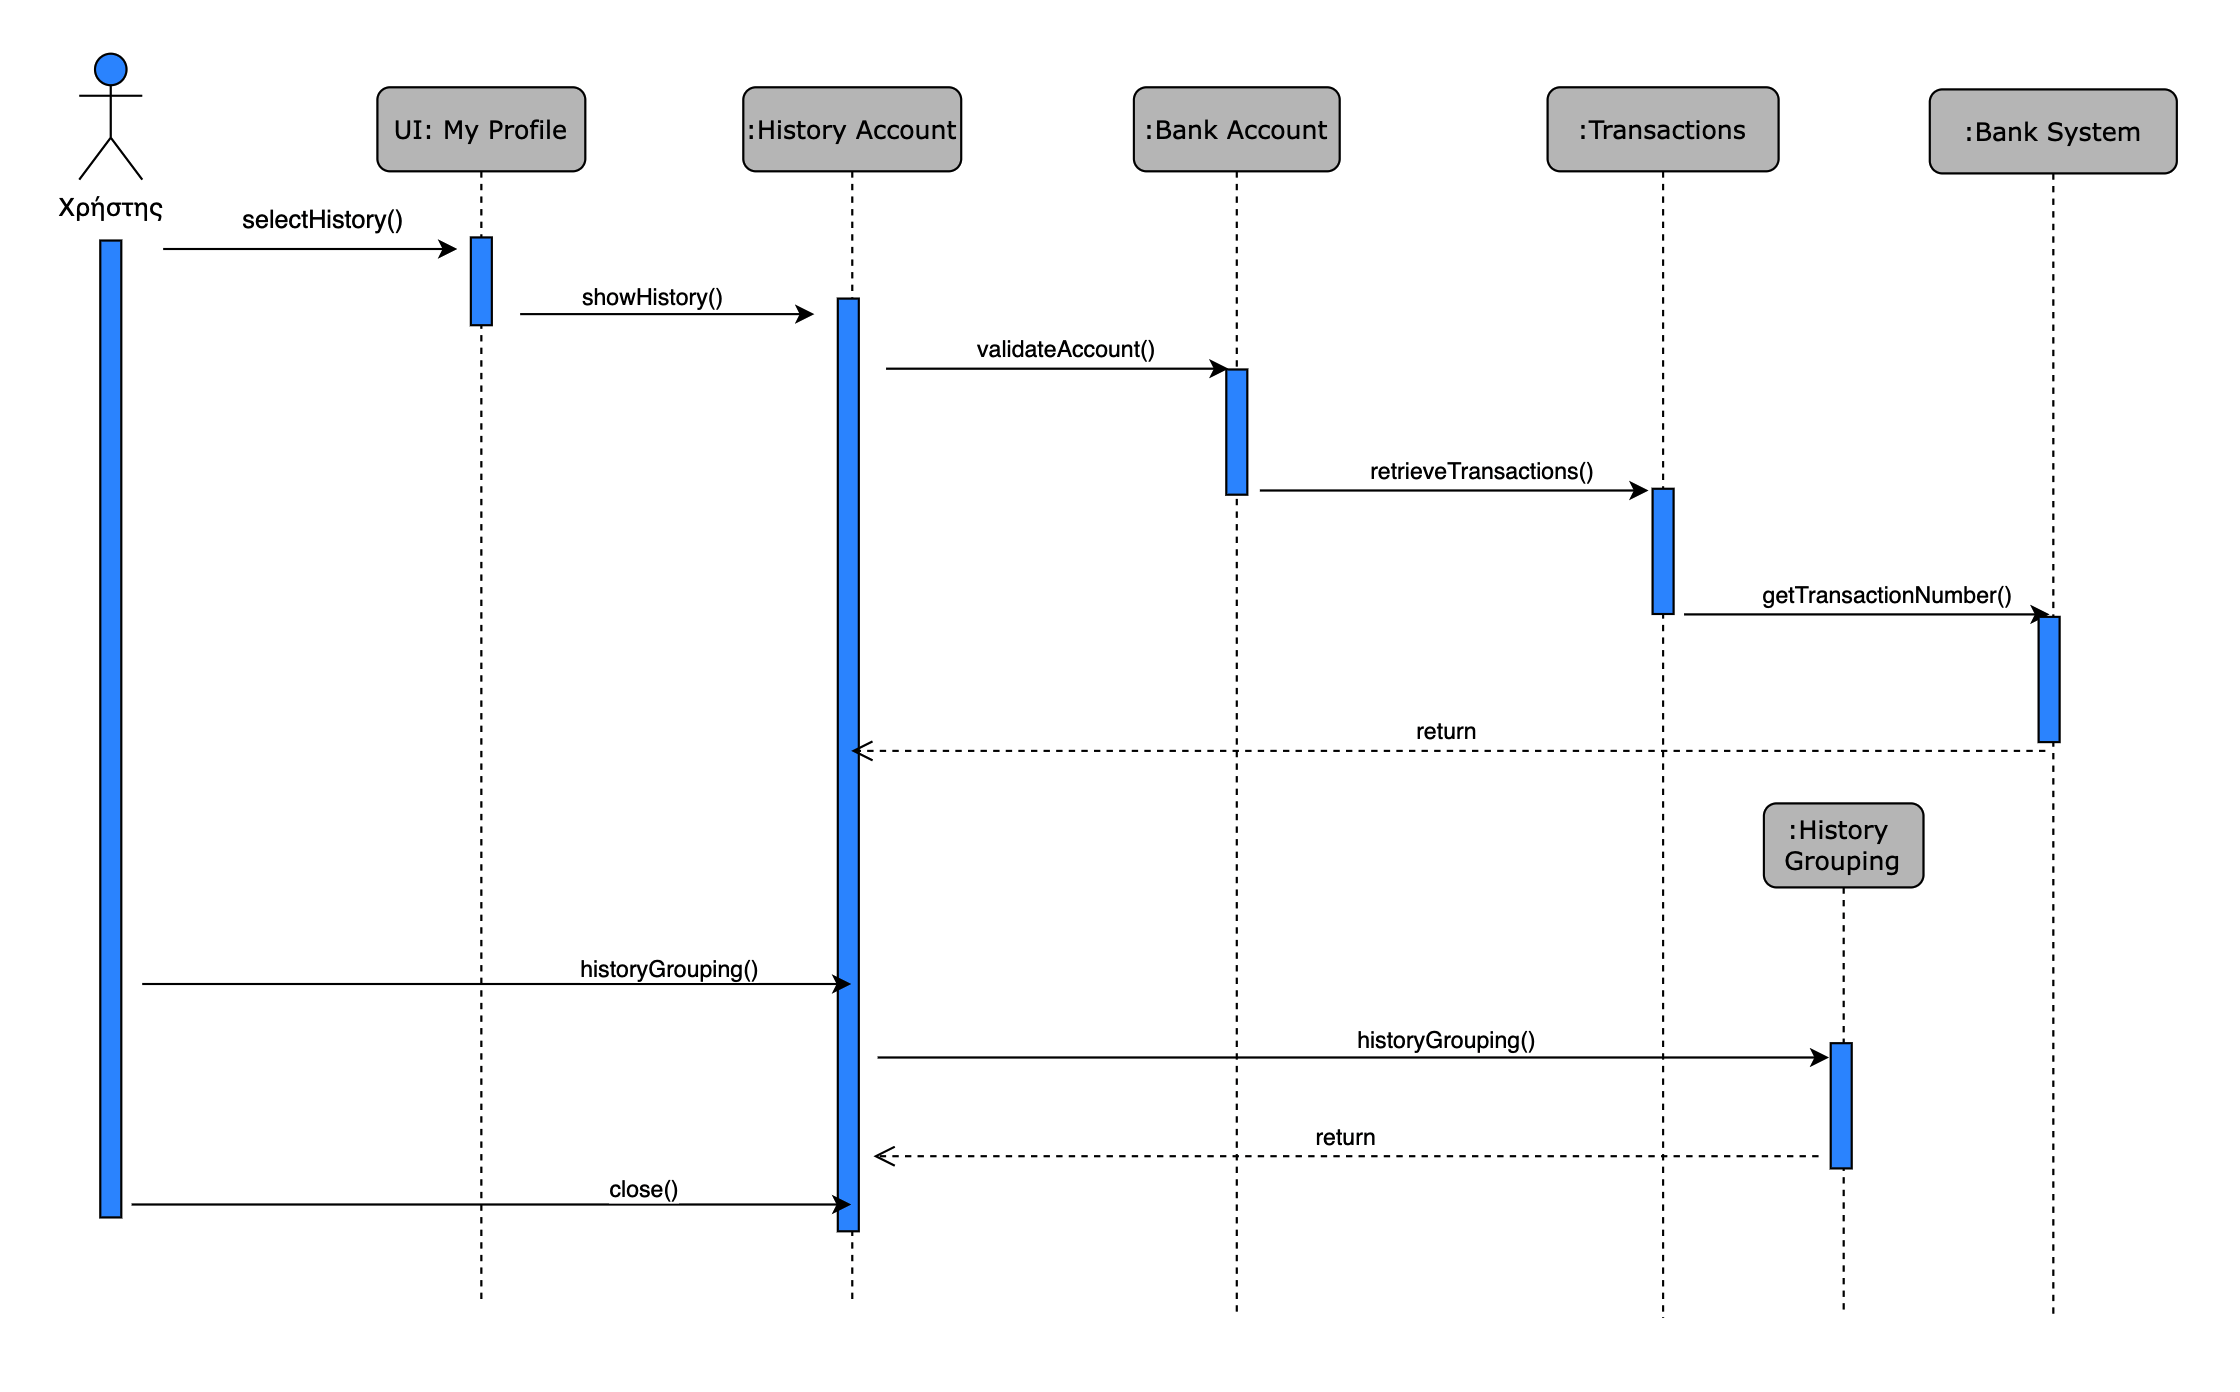 Χρήστης
UI: My Profile
:History Account
:Bank Account
:Transactions
:Bank System
selectHistory()
showHistory()
validateAccount()
retrieveTransactions()
getTransactionNumber()
return
:History
Grouping
historyGrouping()
historyGrouping()
return
close()